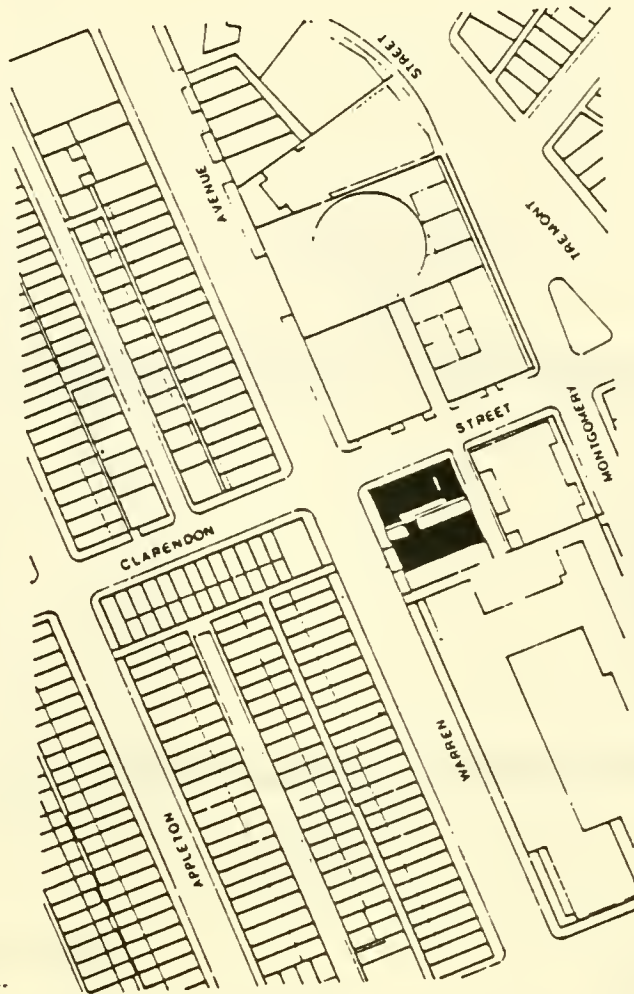 STREET
AVENUE
TREMONT
STREET
MONTGOMERY
CLARENDON
WARREN
APPLETON